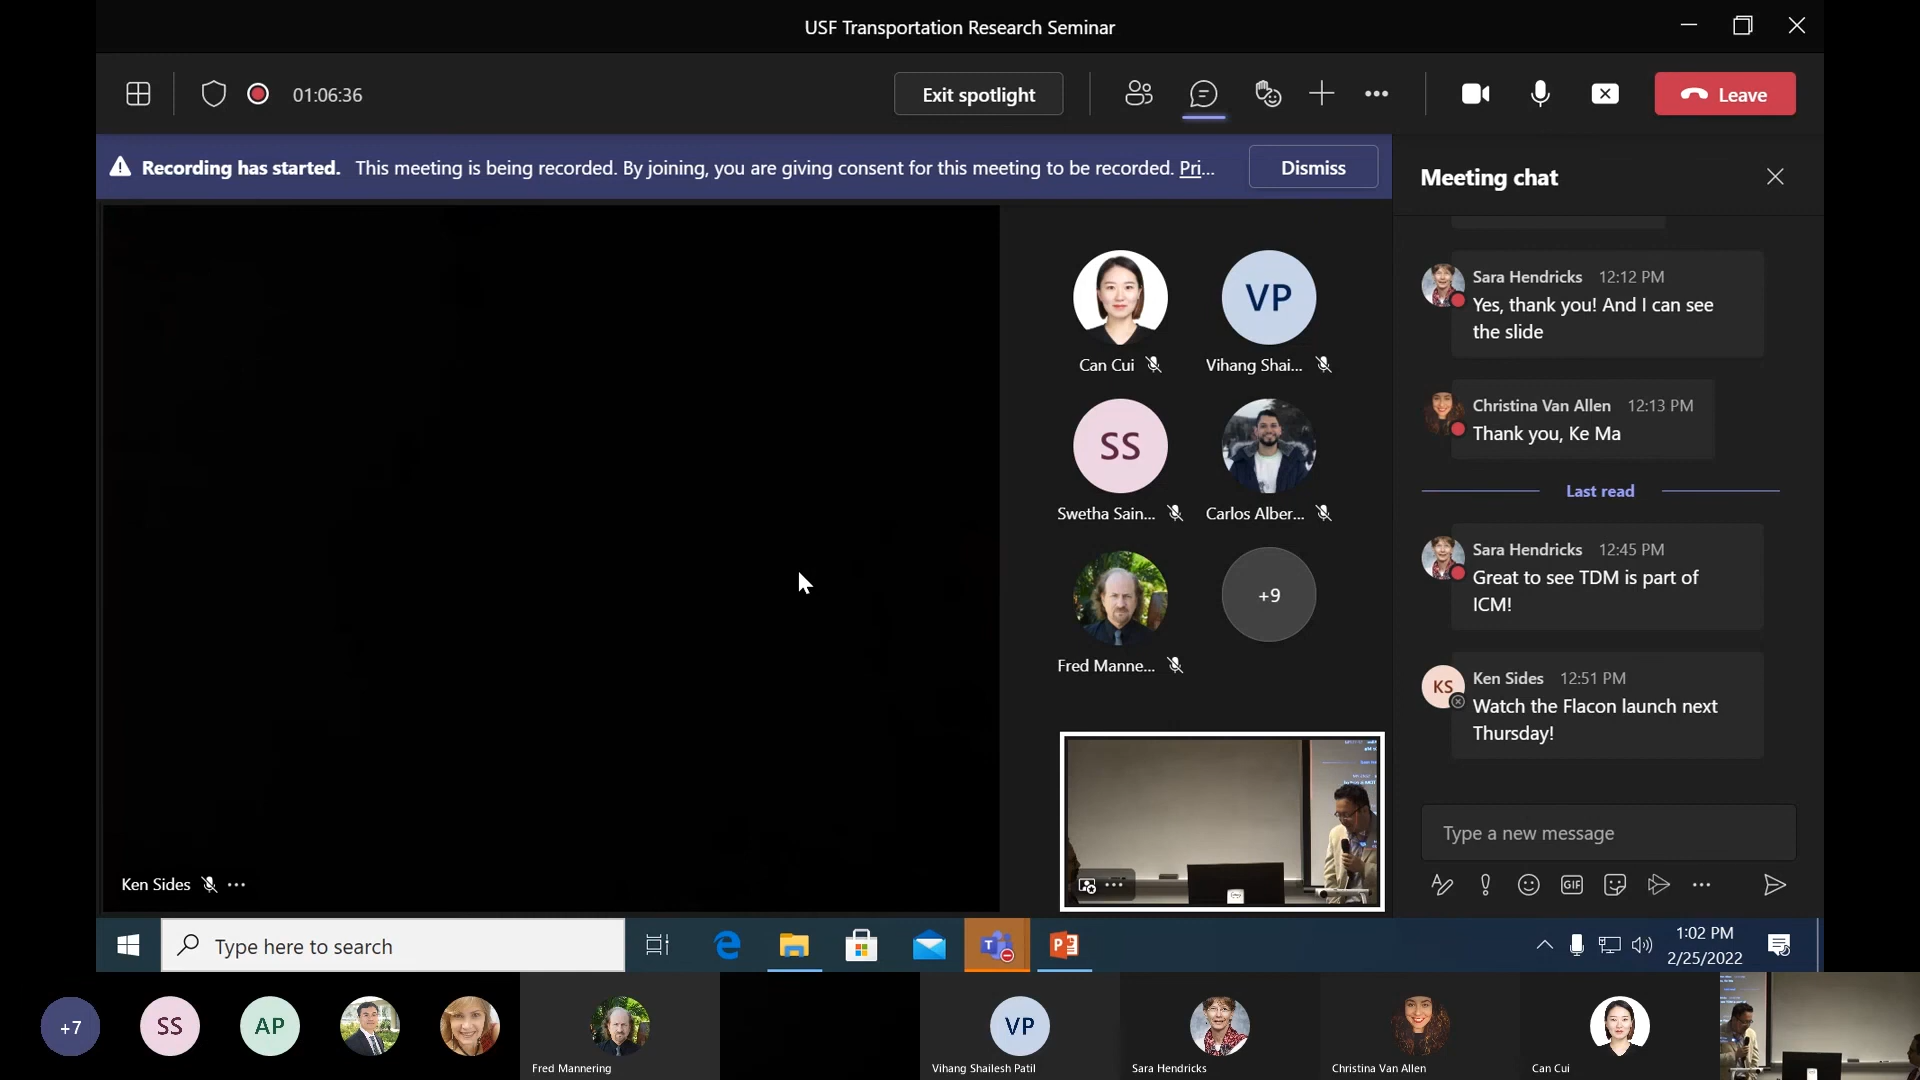 USF Transportation Research Seminar
01:06:36
Exit spotlight
Leave
Recording has started. This meeting is being recorded. By joining, you are giving consent for this meeting to be recorded. Pri...
Dismiss
Meeting chat
Can Cui
VP
Vihang Shai...
SS
Swetha Sain...
Carlos Alber...
Fred Manne...
+9
Sara Hendricks 12:12 PM
Yes, thank you! And I can see
the slide
Christina Van Allen 12:13 PM
Thank you, Ke Ma
Last read
Sara Hendricks 12:45 PM
Great to see TDM is part of
ICM!
KS
Ken Sides 12:51 PM
Watch the Flacon launch next
Thursday!
Type a new message
GIF
Ken Sides
Type here to search
1:02 PM
2/25/2022
+7
SS
AP
Fred Mannering
VP
Vihang Shailesh Patil
Sara Hendricks
Christina Van Allen
Can Cui